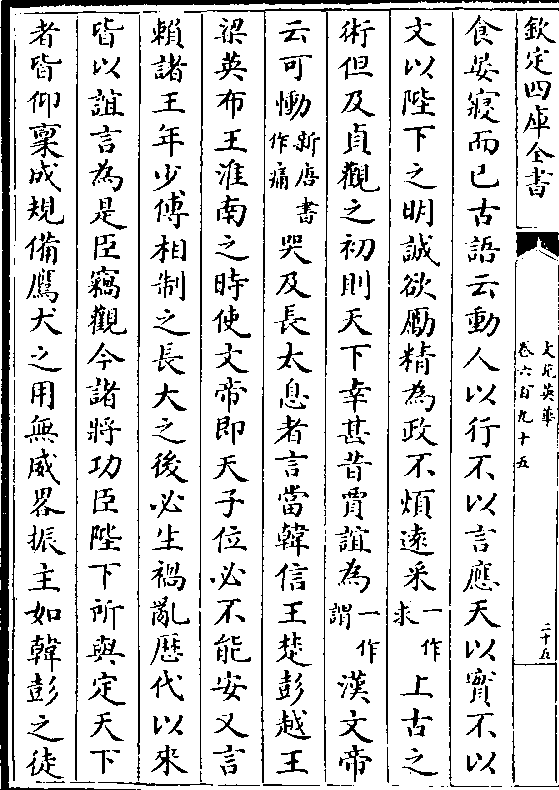 欽定四庫全書
文苑英華
卷六百九十五
二十五
食晏寢而已古語云動人以行不以言應天以實不以
文以陛下之明誠欲勵精為政不煩遠采一作求上古之
術但及貞觀之初則天下幸甚昔賈誼為一作謂漢文帝
云可慟新唐書作痛哭及長太息者言當韓信王楚彭越王
梁英布王淮南之時使文帝即天子位必不能安又言
賴諸王年少傅相制之長大之後必生禍亂歷代以來
皆以誼言為是臣竊觀今諸將功臣陛下所與定天下
者皆仰稟成規備鷹犬之用無威畧振主如韓彭之徒